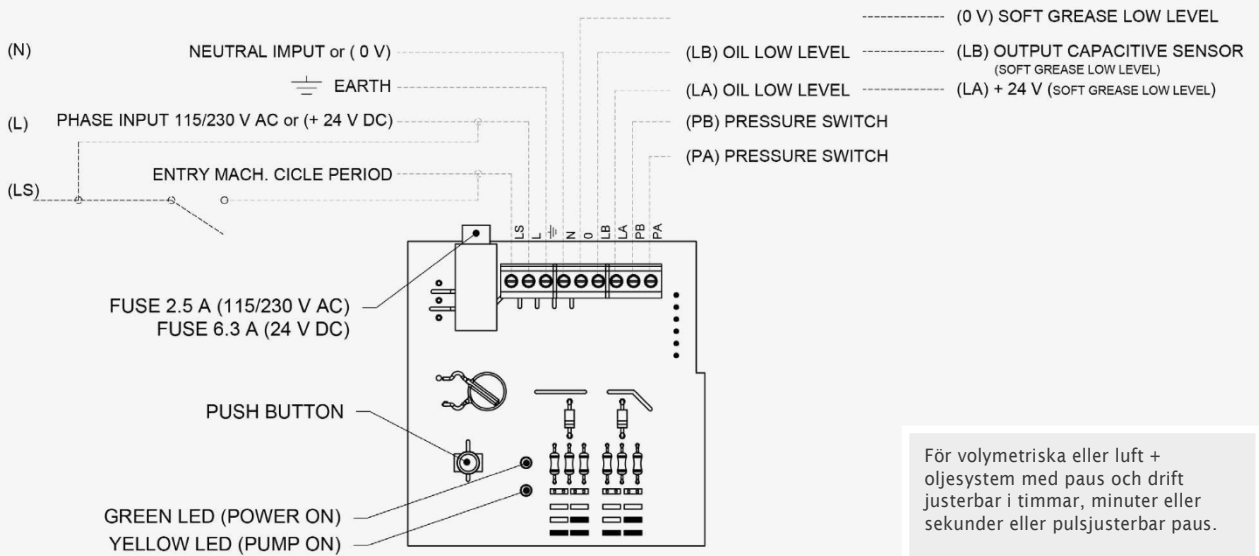 (N)
NEUTRAL IMPUT or ( 0 V)
EARTH
(L)
PHASE INPUT 115/230 V AC or (+ 24 V DC)
ENTRY MACH. CICLE PERIOD
(LS)
(0 V) SOFT GREASE LOW LEVEL
(LB) OIL LOW LEVEL
(LB) OUTPUT CAPACITIVE SENSOR
(SOFT GREASE LOW LEVEL)
(LA) OIL LOW LEVEL
(LA) + 24 V (SOFT GREASE LOW LEVEL)
(PB) PRESSURE SWITCH
(PA) PRESSURE SWITCH
LS
L
N
0
LB
LA
PB
PA
FUSE 2.5 A (115/230 V AC)
FUSE 6.3 A (24 V DC)
PUSH BUTTON
GREEN LED (POWER ON)
YELLOW LED (PUMP ON)
För volymetriska eller luft +
oljesystem med paus och drift
justerbar i timmar, minuter eller
sekunder eller pulsjusterbar paus.